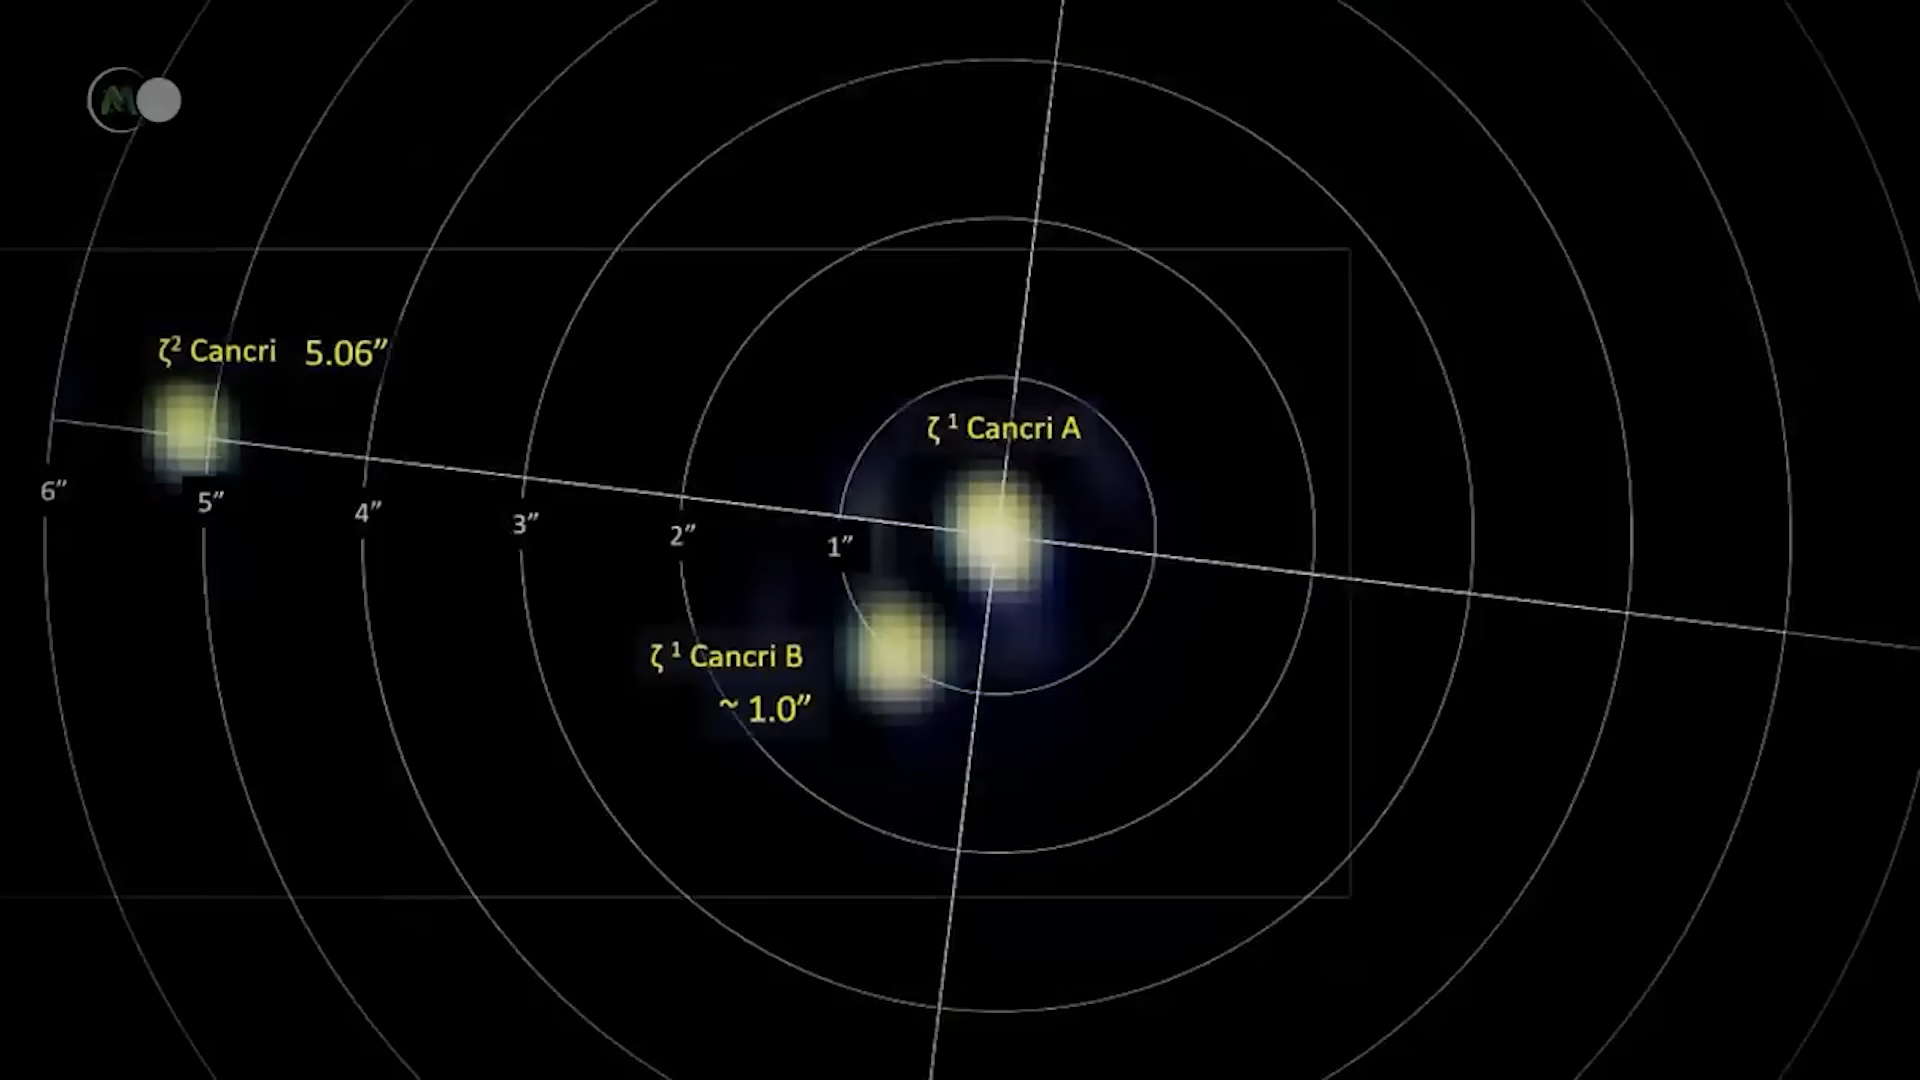 M
ζ² Cancri 5.06”
ζ ¹ Cancri A
6”
5”
4”
3”
2”
1”
ζ ¹ Cancri B
~ 1.0”